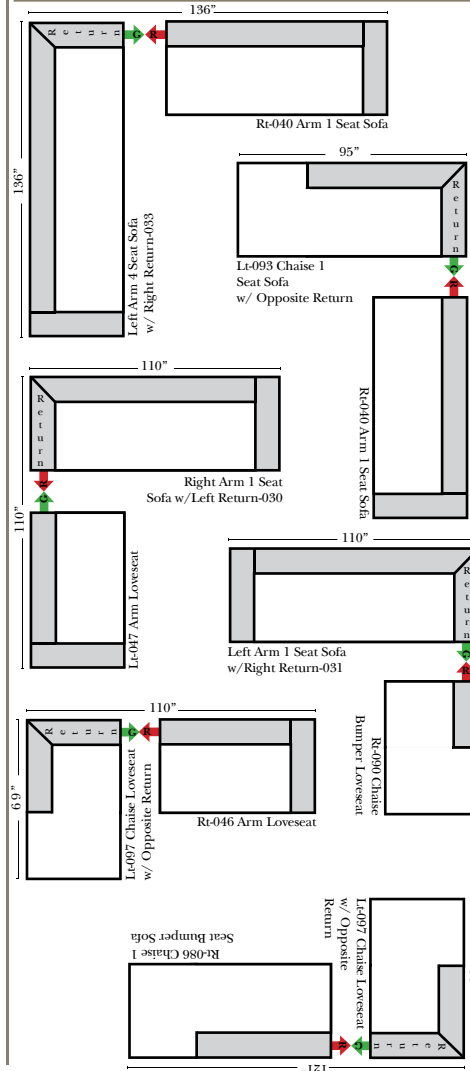 136”
Return
G R
Rt-040 Arm 1 Seat Sofa
136”
Left Arm 4 Seat Sofa
w/ Right Return-033
95”
Return
G
R
Lt-093 Chaise 1
Seat Sofa
w/ Opposite Return
Rt-040 Arm 1 Seat Sofa
110”
Return
R
G
Right Arm 1 Seat
Sofa w/Left Return-030
110”
Lt-047 Arm Loveseat
110”
Return
G
R
Left Arm 1 Seat Sofa
w/Right Return-031
Rt-090 Chaise
Bumper Loveseat
110”
Return
G R
69”
Lt-097 Chaise Loveseat
w/ Opposite Return
Rt-046 Arm Loveseat
Rt-086 Chaise 1
Seat Bumper Sofa
Lt-097 Chaise Loveseat
w/ Opposite
Return
R G
Return
121”